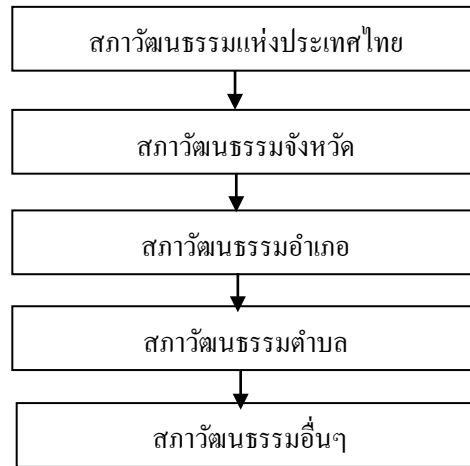 สภาวัฒนธรรมแห่งประเทศไทย
สภาวัฒนธรรมจังหวัด
สภาวัฒนธรรมอำเภอ
สภาวัฒนธรรมตำบล
สภาวัฒนธรรมอื่นๆ